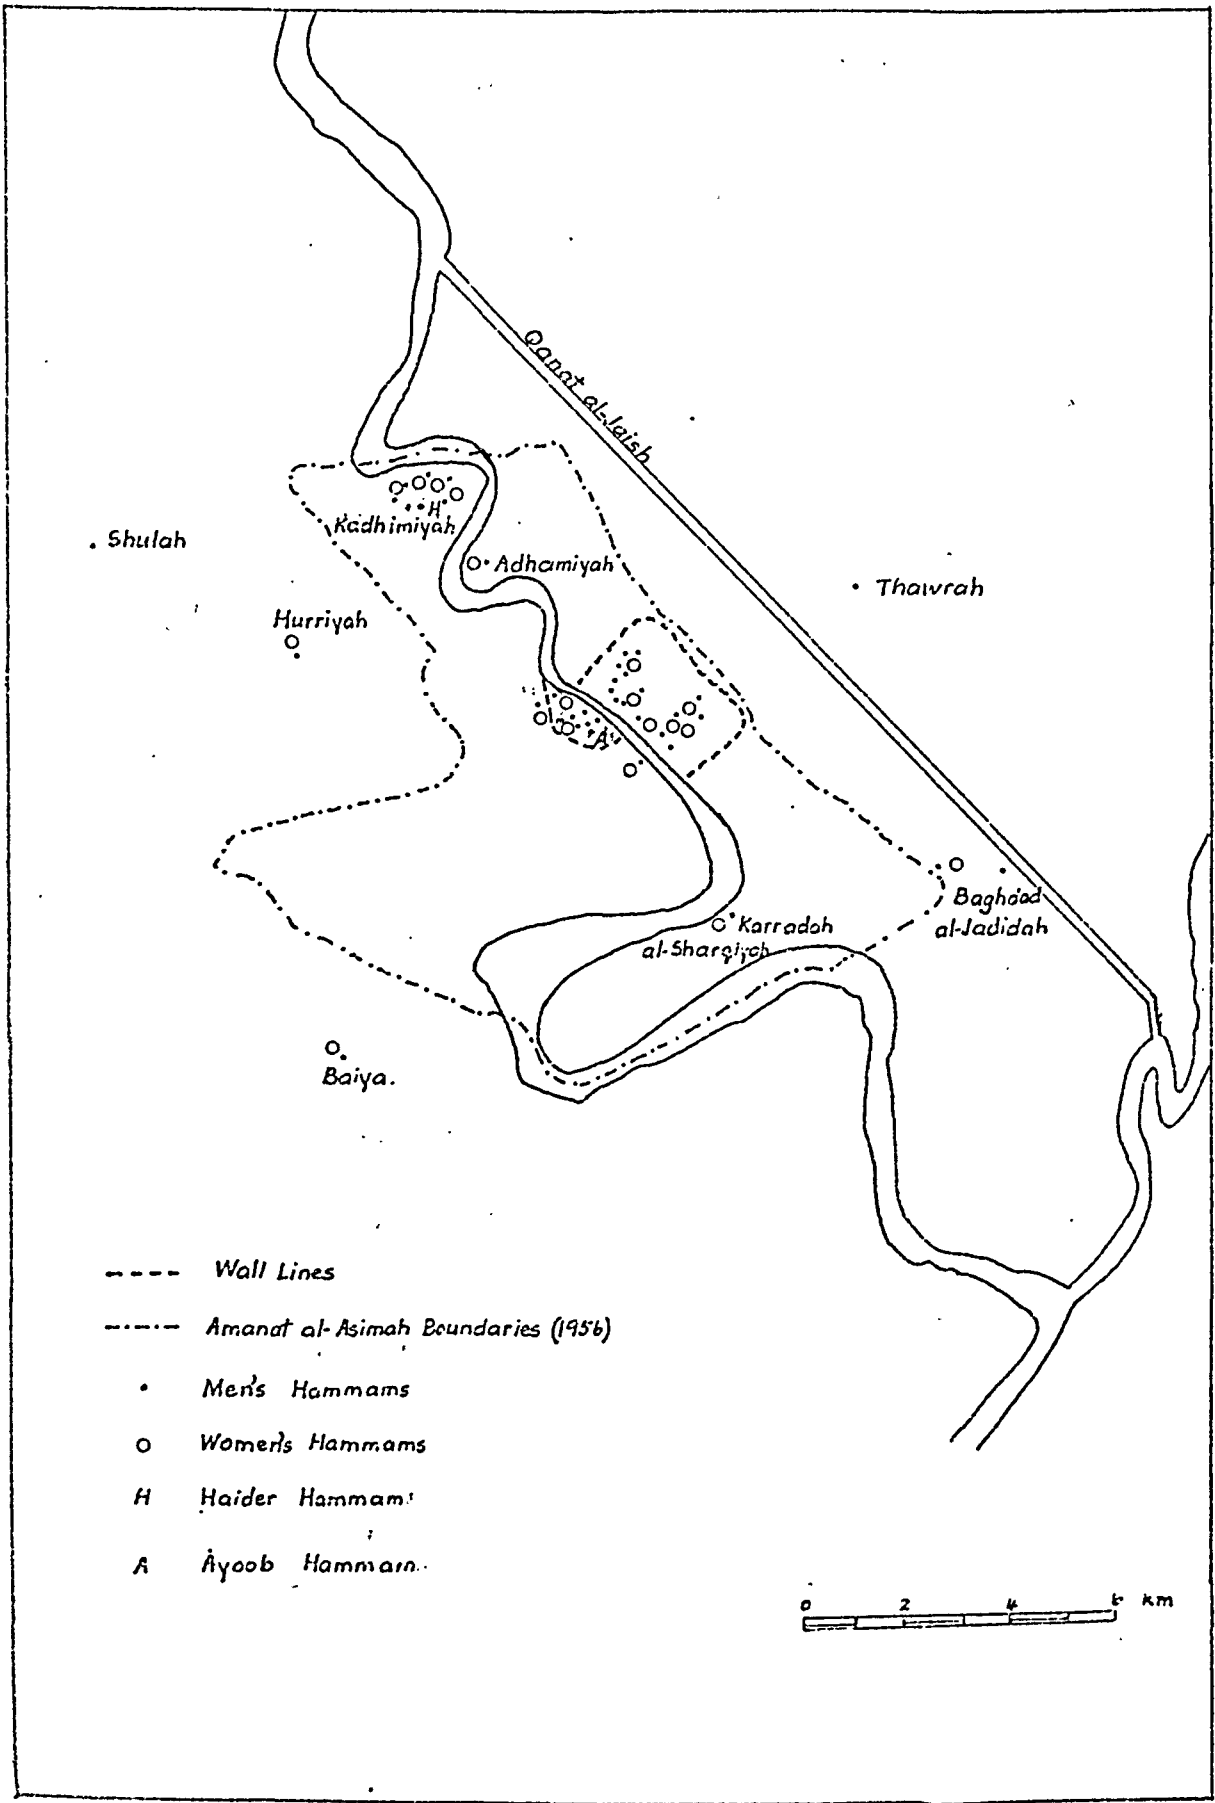 Qanat al-Jaish
Kadhimiyah
H
Shulah
Adhamiyah
Thawrah
Hurriyah
A
Baghdad
al-Jadidah
Karradah
al-Sharqiyah
Baiya.
Wall Lines
Amanat al-Asimah Boundaries (1956)
Men's Hammams
Women's Hammams
H Haider Hammam
A Ayoob Hammam
0 2 4 6 km